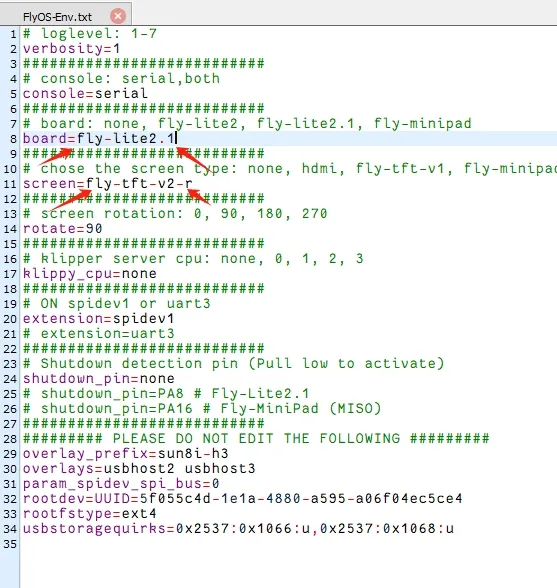 FlyOS-Env.txt
1 # loglevel: 1-7
2 verbosity=1
3 ###########################
4 # console: serial,both
5 console=serial
6 ###########################
7 # board: none, fly-lite2, fly-lite2.1, fly-minipad
8 board=fly-lite2.1
9 ###########################
10 # chose the screen type: none, hdmi, fly-tft-v1, fly-minipad
11 screen=fly-tft-v2-r
12 ###########################
13 # screen rotation: 0, 90, 180, 270
14 rotate=90
15 ###########################
16 # klipper server cpu: none, 0, 1, 2, 3
17 klippy_cpu=none
18 ###########################
19 # ON spidev1 or uart3
20 extension=spidev1
21 # extension=uart3
22 ###########################
23 # Shutdown detection pin (Pull low to activate)
24 shutdown_pin=none
25 # shutdown_pin=PA8 # Fly-Lite2.1
26 # shutdown_pin=PA16 # Fly-MiniPad (MISO)
27 ###########################
28 ######### PLEASE DO NOT EDIT THE FOLLOWING #########
29 overlay_prefix=sun8i-h3
30 overlays=usbhost2 usbhost3
31 param_spidev_spi_bus=0
32 rootdev=UUID=5f055c4d-1e1a-4880-a595-a06f04ec5ce4
33 rootfstype=ext4
34 usbstoragequirks=0x2537:0x1066:u,0x2537:0x1068:u
35